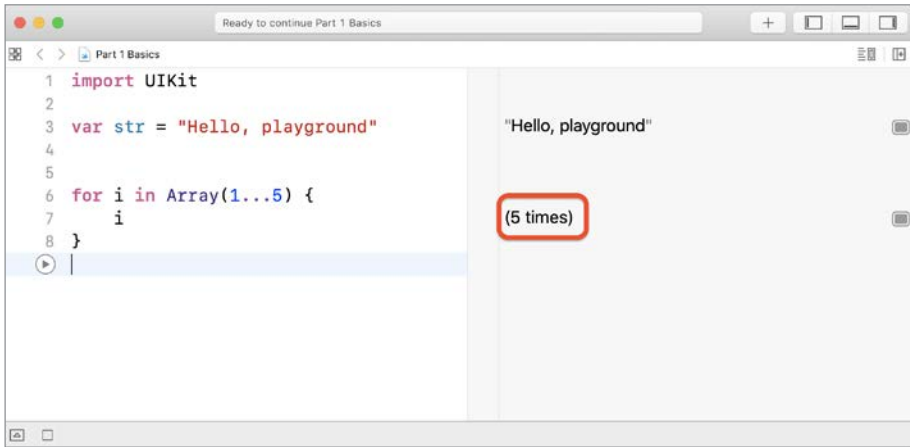 Ready to continue Part 1 Basics
Part 1 Basics
1 import UIKit
2
3 var str = "Hello, playground" "Hello, playground"
4
5
6 for i in Array(1...5) {
7     i (5 times)
8 }